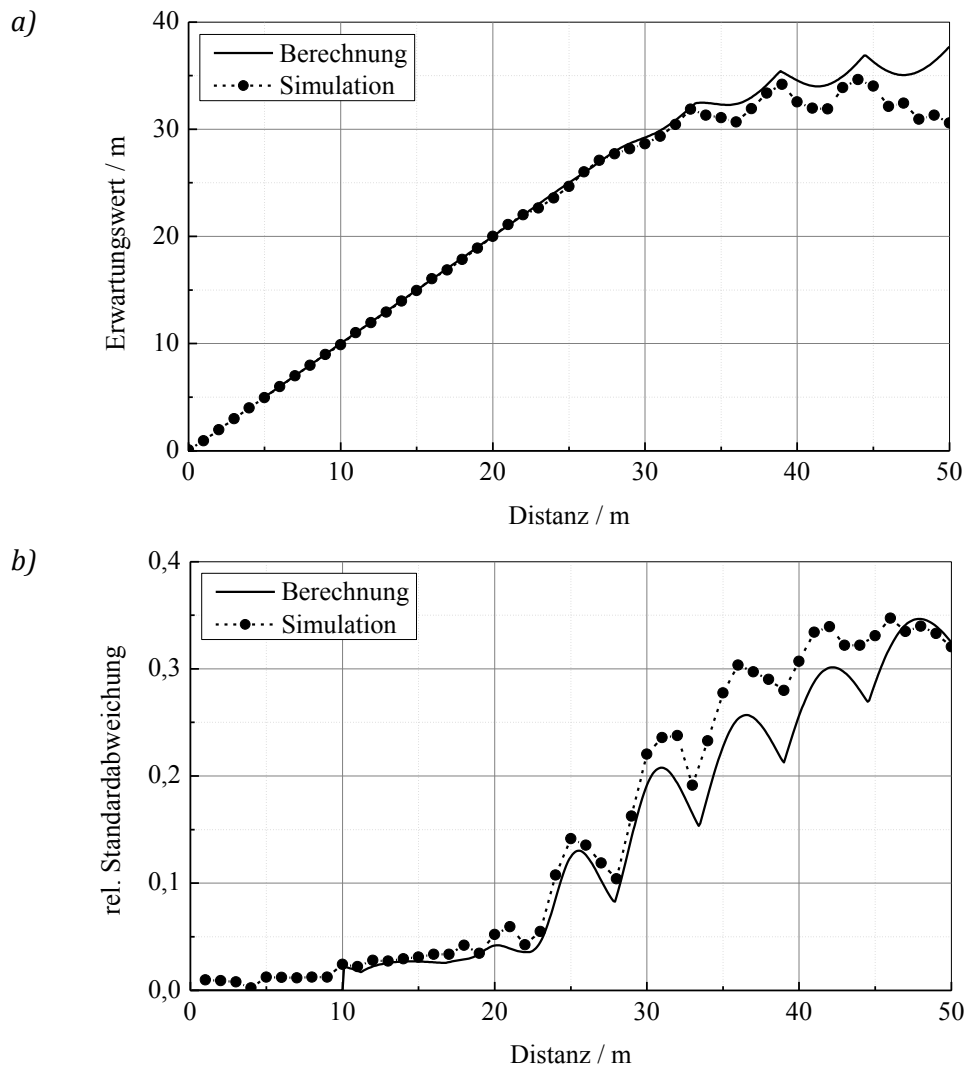 a)
40
30
20
10
0
Erwartungswert / m
Berechnung
Simulation
0 10 20 30 40 50
Distanz / m
b)
0,4
0,3
0,2
0,1
0,0
rel. Standardabweichung
Berechnung
Simulation
0 10 20 30 40 50
Distanz / m